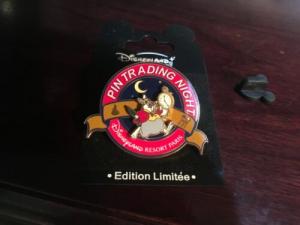 Disneyland
PIN TRADING NIGHT
Disneyland
RESORT PARIS
• Edition Limitée •